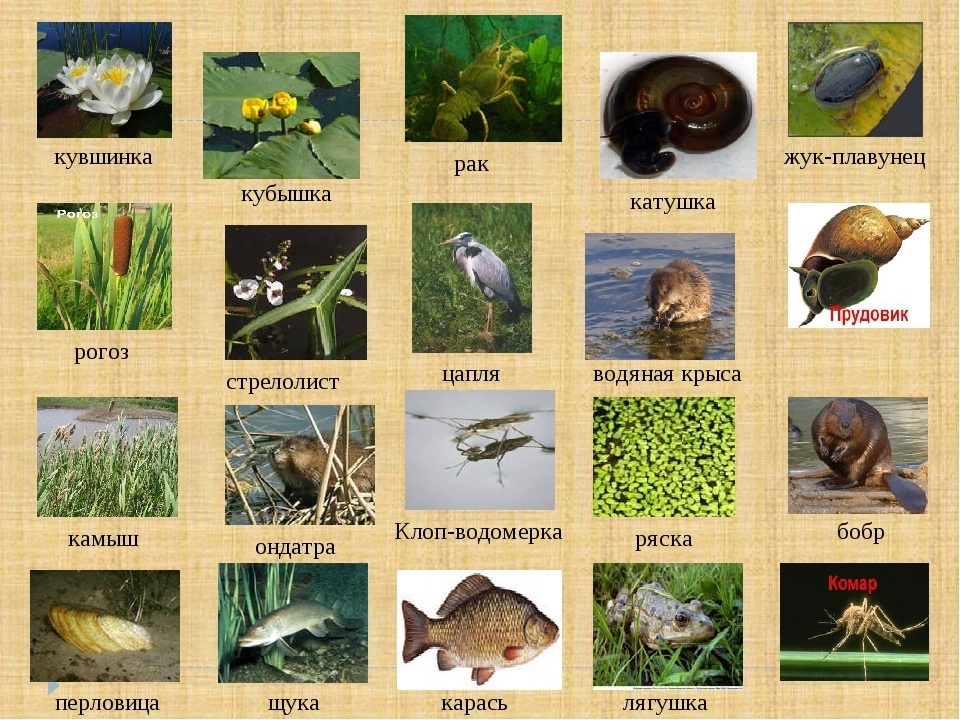 кувшинка
кубышка
рак
катушка
жук-плавунец
Рогоз
рогоз
стрелолист
цапля
водяная крыса
Прудовик
камыш
ондатра
Клоп-водомерка
ряска
бобр
перловица
щука
карась
лягушка
Комар